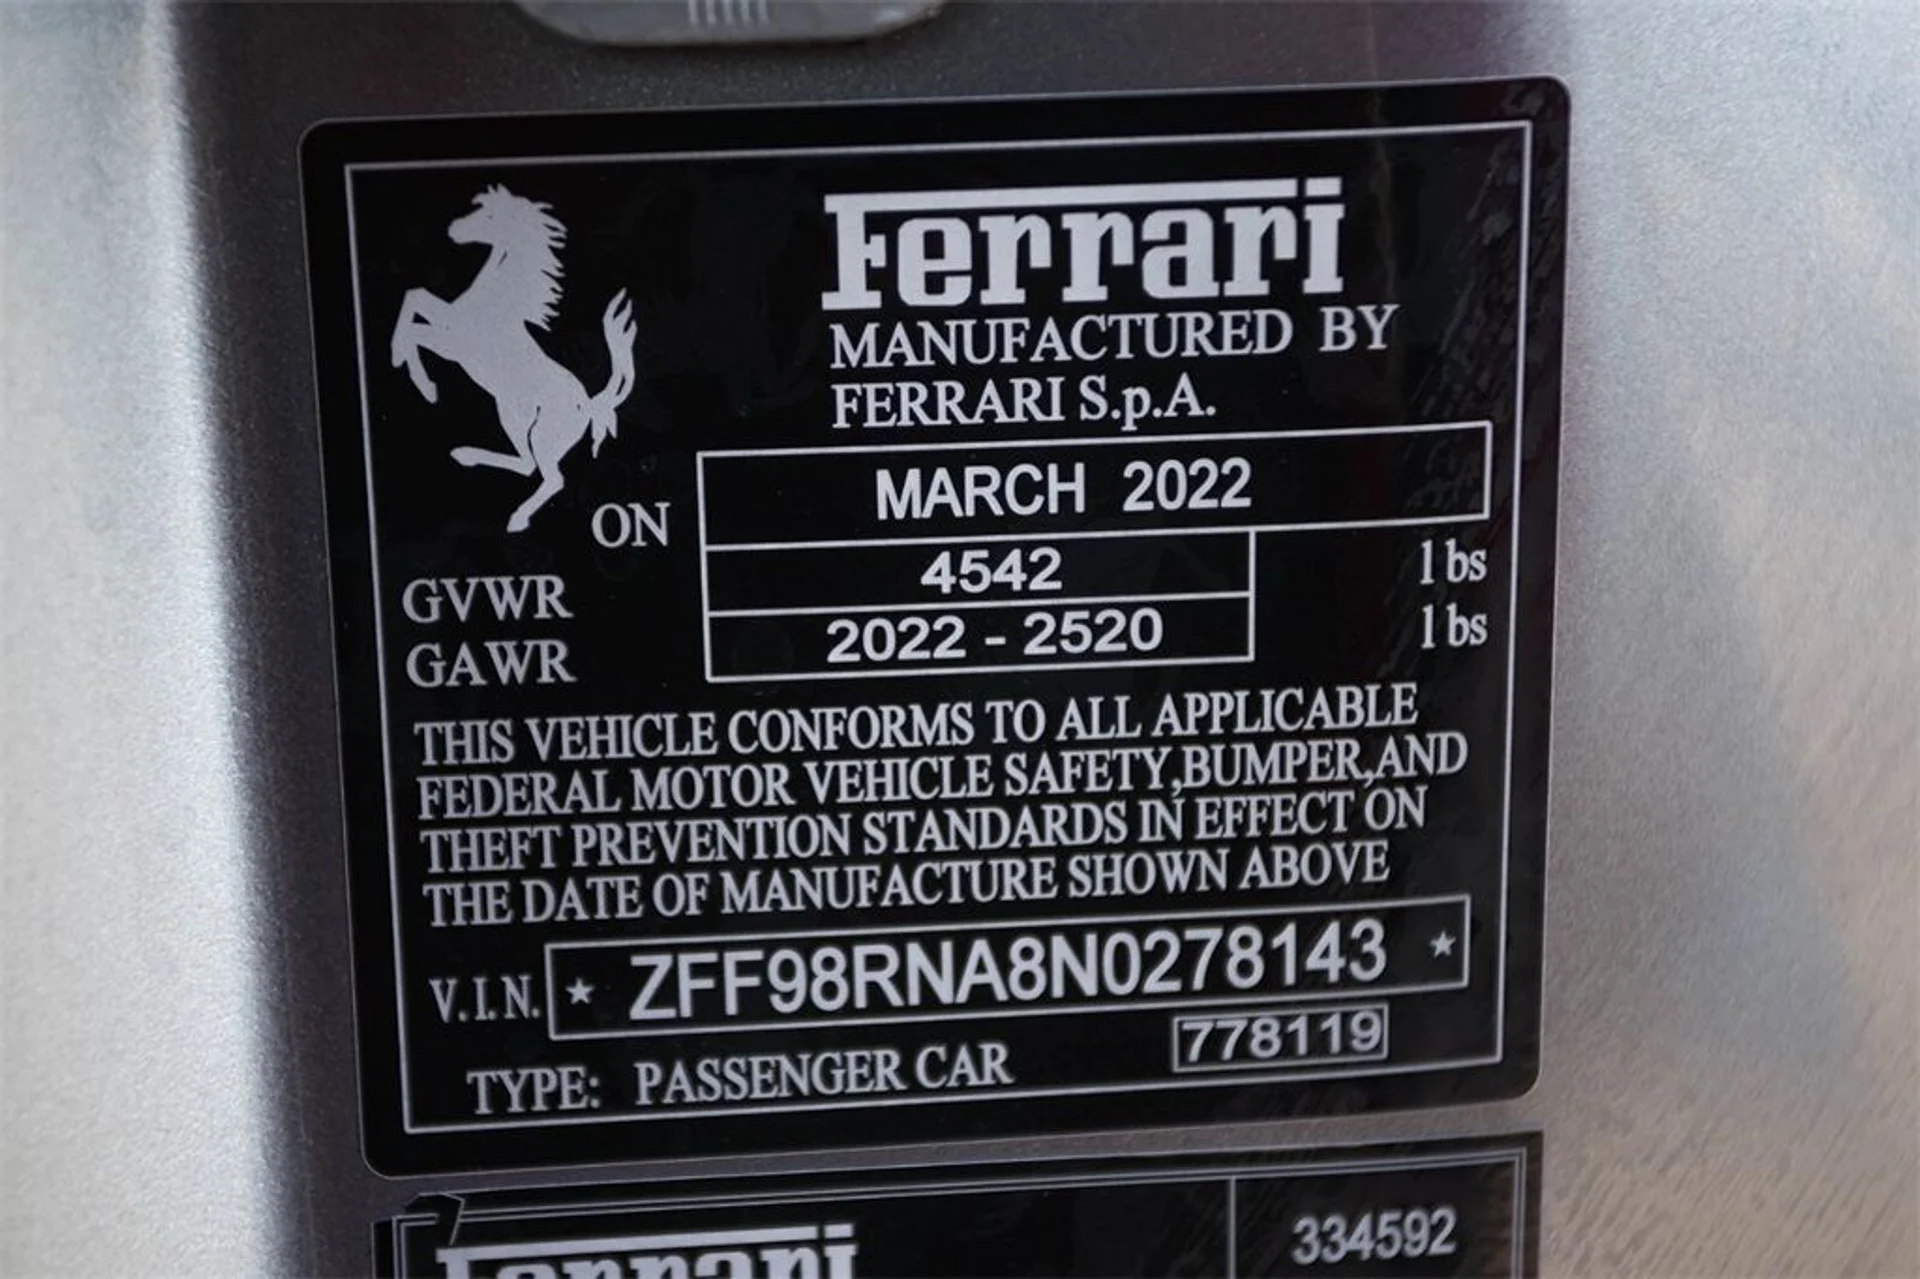 Ferrari
MANUFACTURED BY
FERRARI S.p.A.
ON MARCH 2022
GVWR 4542 lbs
GAWR 2022 - 2520 lbs
THIS VEHICLE CONFORMS TO ALL APPLICABLE
FEDERAL MOTOR VEHICLE SAFETY,BUMPER,AND
THEFT PREVENTION STANDARDS IN EFFECT ON
THE DATE OF MANUFACTURE SHOWN ABOVE
V.I.N. ★ ZFF98RNA8N0278143 ★
778119
TYPE: PASSENGER CAR
334592
Ferrari